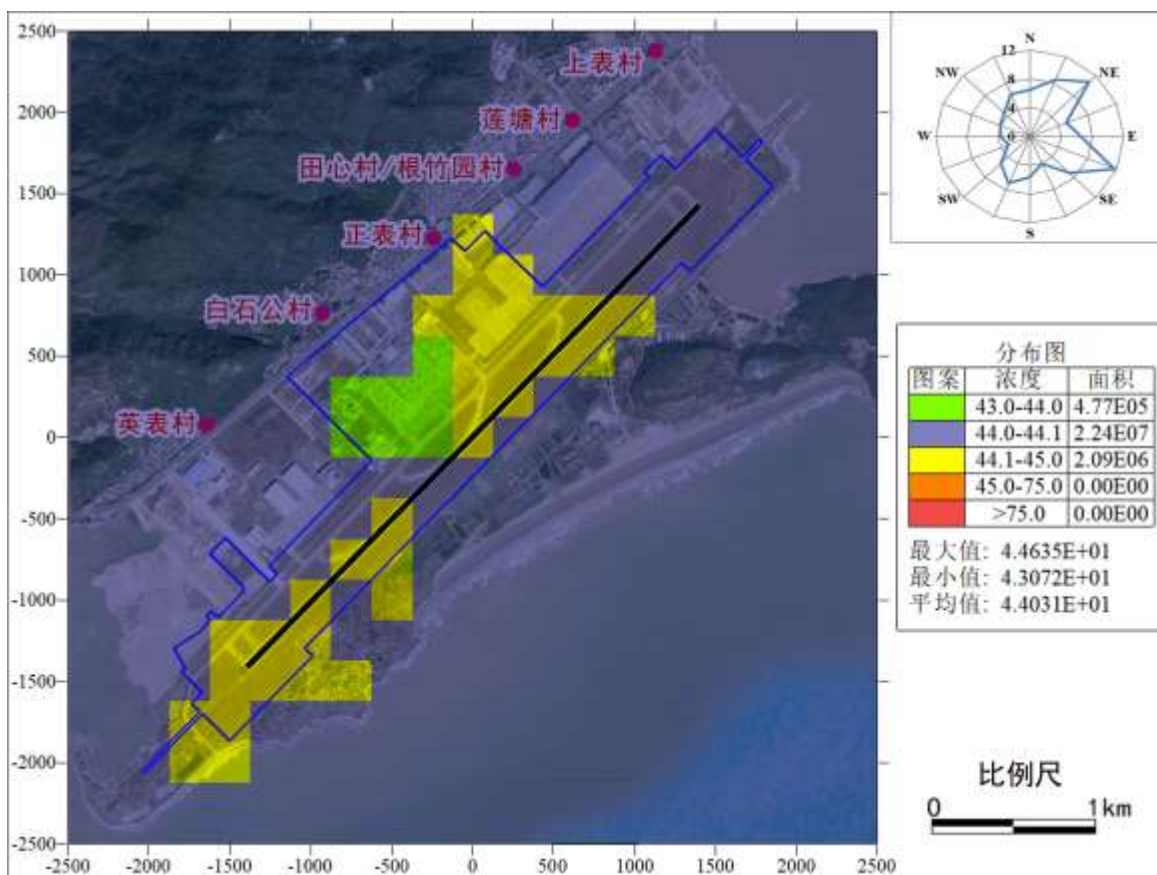 2500
2000
1500
1000
500
0
-500
-1000
-1500
-2000
-2500
-2500 -2000 -1500 -1000 -500 0 500 1000 1500 2000 2500
上表村
莲塘村
田心村/根竹园村
正表村
白石公村
英表村
N
12
NW NE
8
4
W 0 E
SW SE
S
分布图
图案 浓度 面积
43.0-44.0 4.77E05
44.0-44.1 2.24E07
44.1-45.0 2.09E06
45.0-75.0 0.00E00
>75.0 0.00E00
最大值: 4.4635E+01
最小值: 4.3072E+01
平均值: 4.4031E+01
比例尺
0 1km